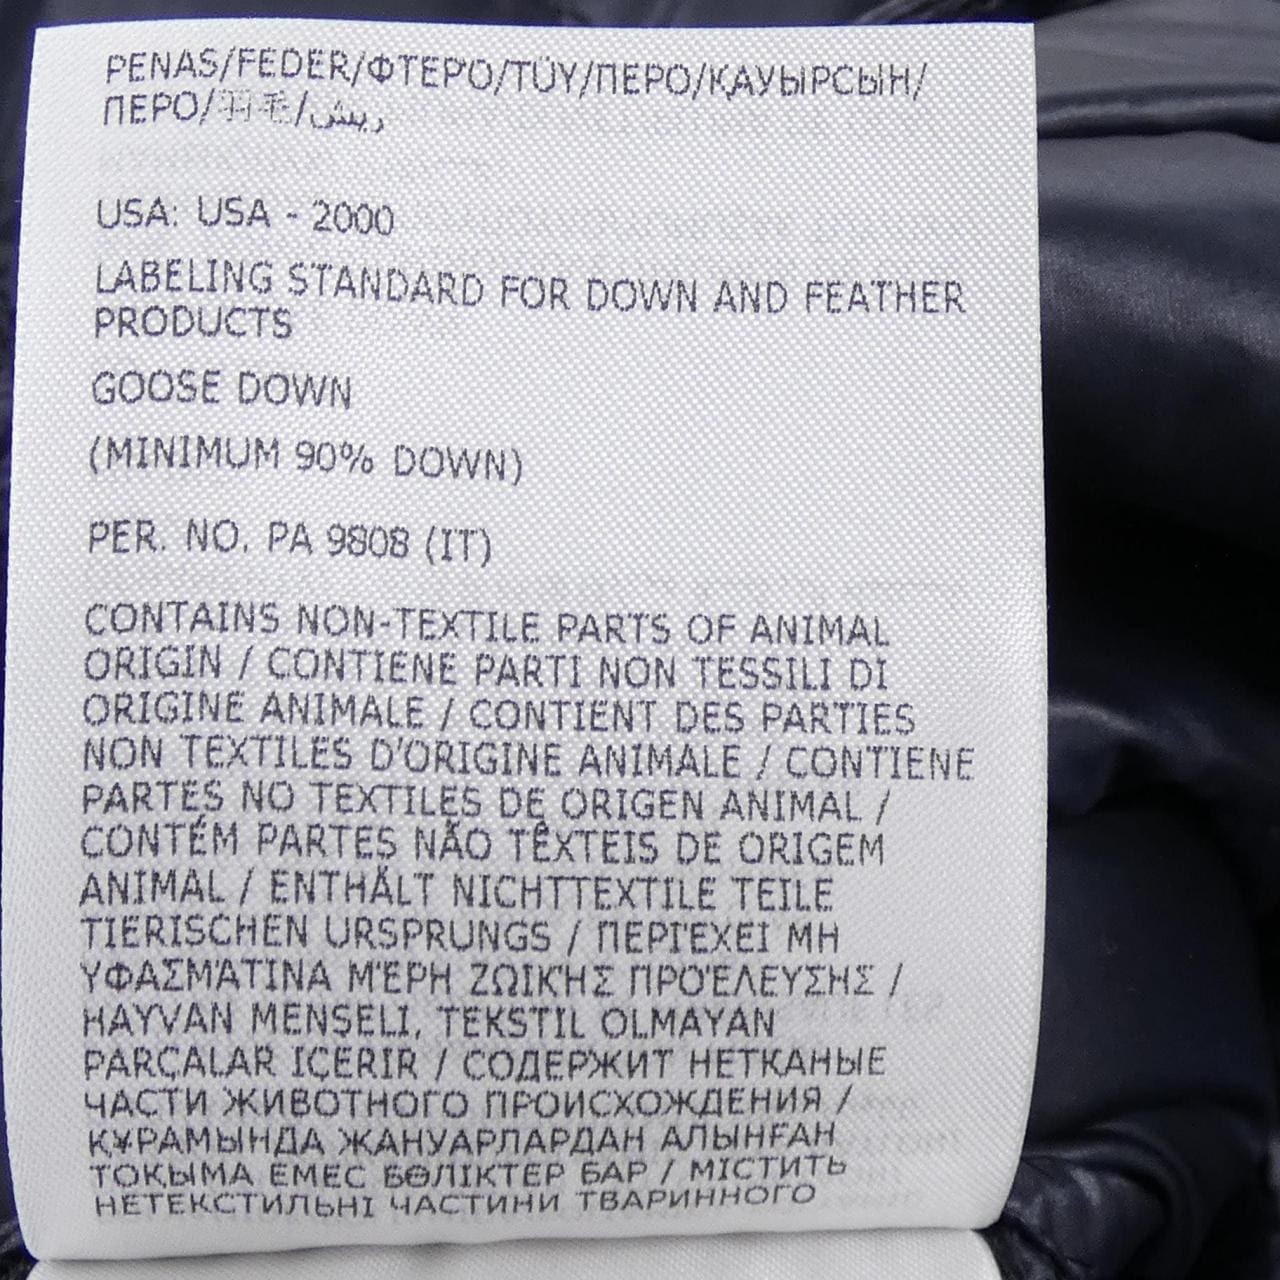 PENAS/FEDER/ΦΤΕΡΌ/TÜY/ПЕРО/ҚАУЫРСЫН/
ПЕРО/羽毛/ريش
USA: USA - 2000
LABELING STANDARD FOR DOWN AND FEATHER
PRODUCTS
GOOSE DOWN
(MINIMUM 90% DOWN)
PER. NO. PA 9808 (IT)
CONTAINS NON-TEXTILE PARTS OF ANIMAL
ORIGIN / CONTIENE PARTI NON TESSILI DI
ORIGINE ANIMALE / CONTIENT DES PARTIES
NON TEXTILES D'ORIGINE ANIMALE / CONTIENE
PARTES NO TEXTILES DE ORIGEN ANIMAL /
CONTÉM PARTES NÃO TÊXTEIS DE ORIGEM
ANIMAL / ENTHÄLT NICHTTEXTILE TEILE
TIERISCHEN URSPRUNGS / ΠΕΡΙΈΧΕΙ ΜΗ
ΥΦΑΣΜΆΤΙΝΑ ΜΈΡΗ ΖΩΙΚΉΣ ΠΡΟΈΛΕΥΣΗΣ /
HAYVAN MENŞELI, TEKSTIL OLMAYAN
PARÇALAR IÇERIR / СОДЕРЖИТ НЕТКАНЫЕ
ЧАСТИ ЖИВОТНОГО ПРОИСХОЖДЕНИЯ /
ҚҰРАМЫНДА ЖАНУАРЛАРДАН АЛЫНҒАН
ТОҚЫМА ЕМЕС БӨЛІКТЕР БАР / МІСТИТЬ
НЕТЕКСТИЛЬНІ ЧАСТИНИ ТВАРИННОГО